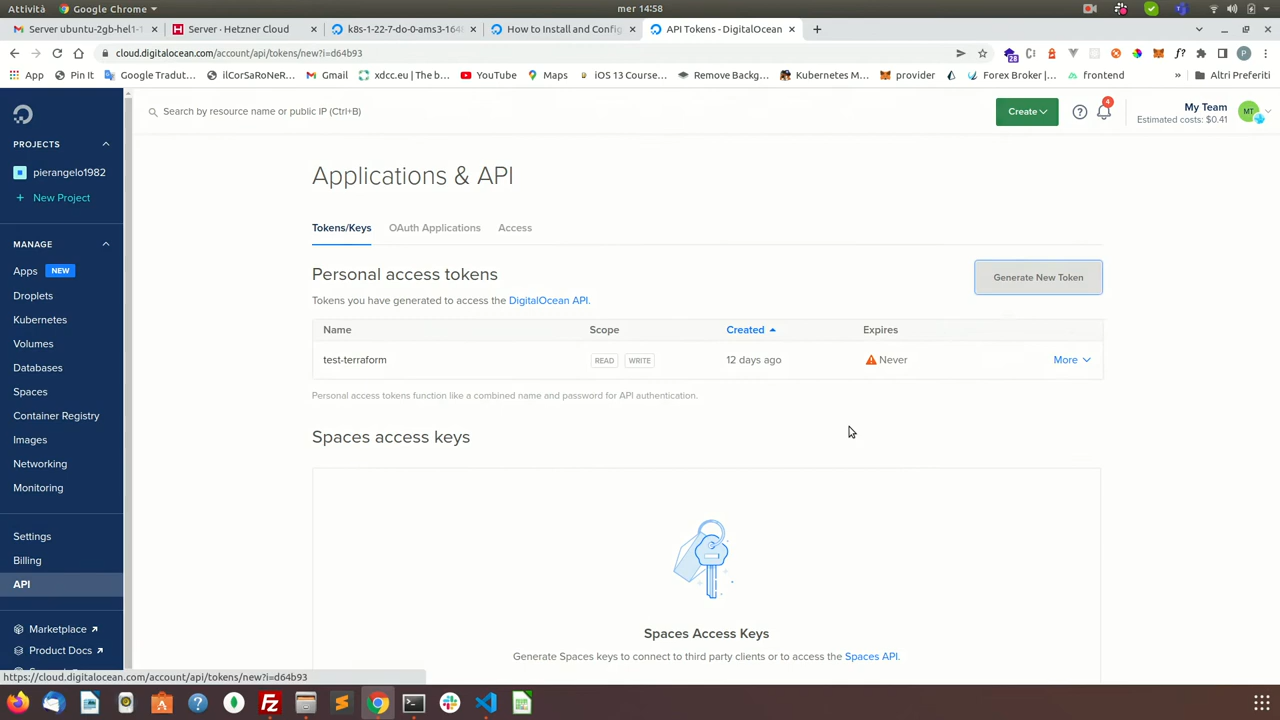 Attività
Google Chrome
mer 14:58
Server ubuntu-2gb-hel1-1
Server · Hetzner Cloud
k8s-1-22-7-do-0-ams3-164
How to Install and Config
API Tokens - DigitalOcean
cloud.digitalocean.com/account/api/tokens/new?i=d64b93
28
P
App
Pin It
Google Tradut...
ilCorSaRoNeR...
Gmail
xdcc.eu | The b...
YouTube
Maps
iOS 13 Course...
Remove Backg...
Kubernetes M...
provider
Forex Broker |...
frontend
»
Altri Preferiti
Search by resource name or public IP (Ctrl+B)
Create
4
My Team
Estimated costs: $0.41
MT
PROJECTS
pierangelo1982
+ New Project
MANAGE
Apps NEW
Droplets
Kubernetes
Volumes
Databases
Spaces
Container Registry
Images
Networking
Monitoring
Settings
Billing
API
Marketplace
Product Docs
Applications & API
Tokens/Keys
OAuth Applications
Access
Personal access tokens
Generate New Token
Tokens you have generated to access the DigitalOcean API.
Name
Scope
Created
Expires
test-terraform
READ
WRITE
12 days ago
Never
More
Personal access tokens function like a combined name and password for API authentication.
Spaces access keys
Spaces Access Keys
Generate Spaces keys to connect to third party clients or to access the Spaces API.
https://cloud.digitalocean.com/account/api/tokens/new?i=d64b93